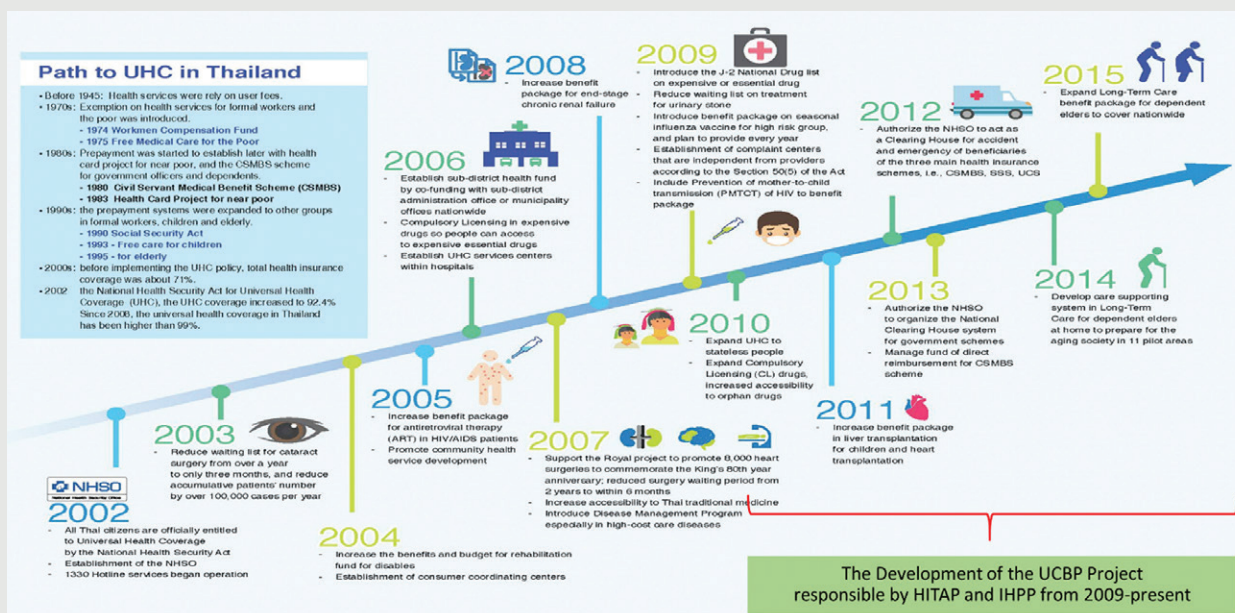 Path to UHC in Thailand
• Before 1945: Health services were rely on user fees.
• 1970s: Exemption on health services for formal workers and
the poor was introduced.
- 1974 Workmen Compensation Fund
- 1975 Free Medical Care for the Poor
• 1980s: Prepayment was started to establish later with health
card project for near poor, and the CSMBS scheme
for government officers and dependents.
- 1980 Civil Servant Medical Benefit Scheme (CSMBS)
- 1983 Health Card Project for near poor
• 1990s: the prepayment systems were expanded to other groups
in formal workers, children and elderly.
- 1990 Social Security Act
- 1993 - Free care for children
- 1995 - for elderly
• 2000s: before implementing the UHC policy, total health insurance
coverage was about 71%.
• 2002 the National Health Security Act for Universal Health
Coverage (UHC), the UHC coverage increased to 92.4%
Since 2008, the universal health coverage in Thailand
has been higher than 99%.
NHSO
National Health Security Office
2002
- All Thai citizens are officially entitled
to Universal Health Coverage
by the National Health Security Act
- Establishment of the NHSO
- 1330 Hotline services began operation
2003
- Reduce waiting list for cataract
surgery from over a year
to only three months, and reduce
accumulative patients' number
by over 100,000 cases per year
2004
- Increase the benefits and budget for rehabilitation
fund for disables
- Establishment of consumer coordinating centers
2005
- Increase benefit package
for antiretroviral therapy
(ART) in HIV/AIDS patients
- Promote community health
service development
2006
- Establish sub-district health fund
by co-funding with sub-district
administration office or municipality
offices nationwide
- Compulsory Licensing in expensive
drugs so people can access
to expensive essential drugs
- Establish UHC services centers
within hospitals
2007
- Support the Royal project to promote 8,000 heart
surgeries to commemorate the King's 80th year
anniversary; reduced surgery waiting period from
2 years to within 6 months
- Increase accessibility to Thai traditional medicine
- Introduce Disease Management Program
especially in high-cost care diseases
2008
- Increase benefit
package for end-stage
chronic renal failure
2009
- Introduce the J-2 National Drug list
on expensive or essential drug
- Reduce waiting list on treatment
for urinary stone
- Introduce benefit package on seasonal
influenza vaccine for high risk group,
and plan to provide every year
- Establishment of complaint centers
that are independent from providers
according to the Section 50(5) of the Act
- Include Prevention of mother-to-child
transmission (PMTCT) of HIV to benefit
package
2010
- Expand UHC to
stateless people
- Expand Compulsory
Licensing (CL) drugs,
increased accessibility
to orphan drugs
2011
- Increase benefit package
in liver transplantation
for children and heart
transplantation
2012
- Authorize the NHSO to act as
a Clearing House for accident
and emergency of beneficiaries
of the three main health insurance
schemes, i.e., CSMBS, SSS, UCS
2013
- Authorize the NHSO
to organize the National
Clearing House system
for government schemes
- Manage fund of direct
reimbursement for CSMBS
scheme
2014
- Develop care supporting
system in Long-Term
Care for dependent elders
at home to prepare for the
aging society in 11 pilot areas
2015
- Expand Long-Term Care
benefit package for dependent
elders to cover nationwide
The Development of the UCBP Project
responsible by HITAP and IHPP from 2009-present